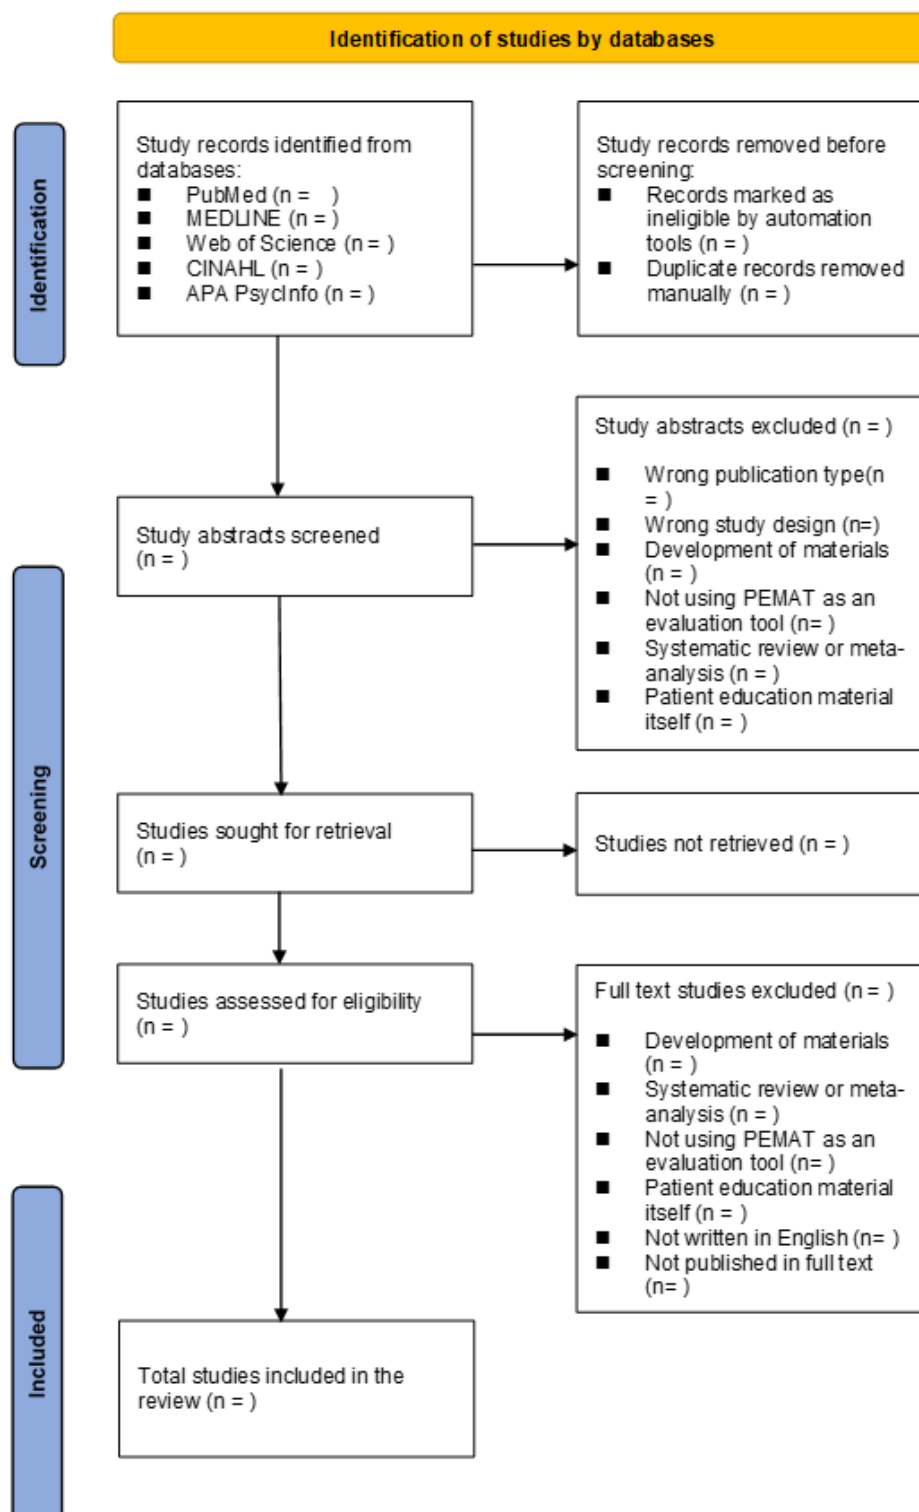 Identification of studies by databases
Identification
Study records identified from
databases:
■ PubMed (n = )
■ MEDLINE (n = )
■ Web of Science (n = )
■ CINAHL (n = )
■ APA PsycInfo (n = )
Study records removed before
screening:
■ Records marked as
ineligible by automation
tools (n = )
■ Duplicate records removed
manually (n = )
Screening
Study abstracts screened
(n = )
Study abstracts excluded (n = )
■ Wrong publication type(n
= )
■ Wrong study design (n=)
■ Development of materials
(n = )
■ Not using PEMAT as an
evaluation tool (n= )
■ Systematic review or meta-
analysis (n = )
■ Patient education material
itself (n = )
Studies sought for retrieval
(n = )
Studies not retrieved (n = )
Studies assessed for eligibility
(n = )
Full text studies excluded (n = )
■ Development of materials
(n = )
■ Systematic review or meta-
analysis (n = )
■ Not using PEMAT as an
evaluation tool (n= )
■ Patient education material
itself (n = )
■ Not written in English (n= )
■ Not published in full text
(n= )
Included
Total studies included in the
review (n = )